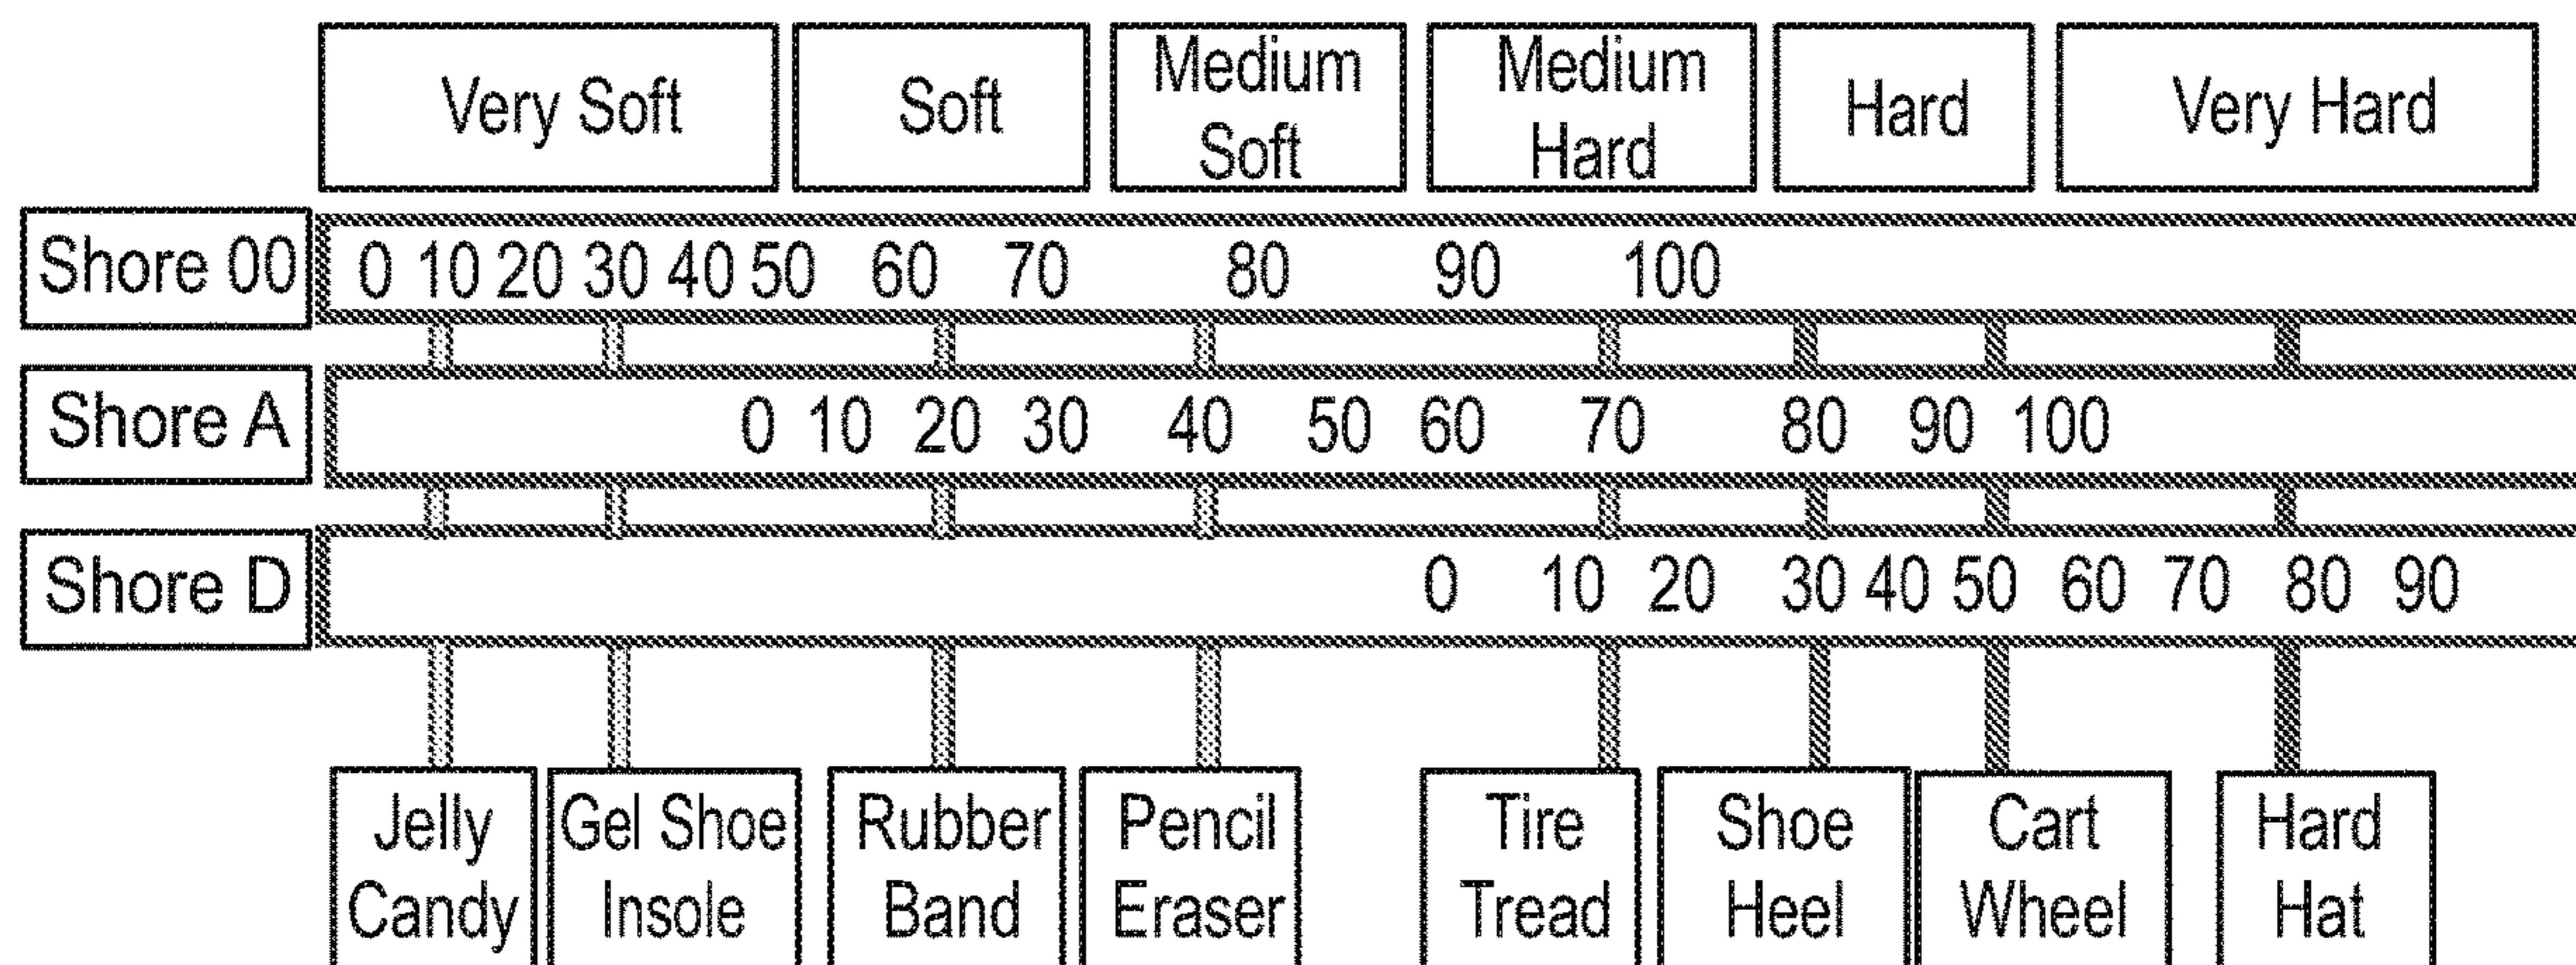 Very Soft
Soft
Medium
Soft
Medium
Hard
Hard
Very Hard
Shore 00
0 10 20 30 40 50 60 70 80 90 100
Shore A
0 10 20 30 40 50 60 70 80 90 100
Shore D
0 10 20 30 40 50 60 70 80 90
Jelly
Candy
Gel Shoe
Insole
Rubber
Band
Pencil
Eraser
Tire
Tread
Shoe
Heel
Cart
Wheel
Hard
Hat